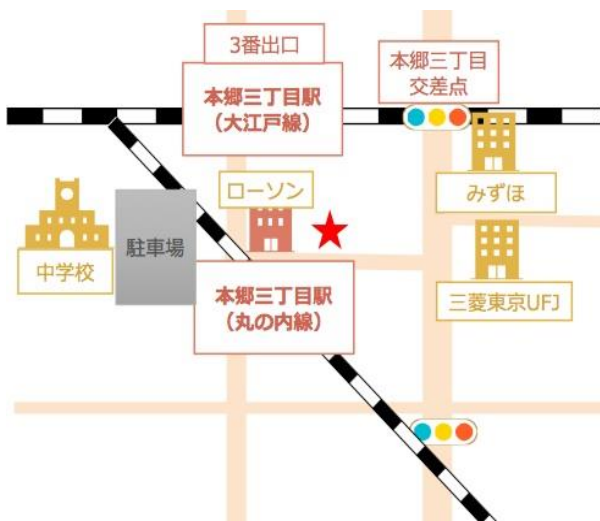 3番出口
本郷三丁目駅
（大江戸線）
本郷三丁目
交差点
ローソン
みずほ
中学校
駐車場
本郷三丁目駅
（丸の内線）
三菱東京UFJ